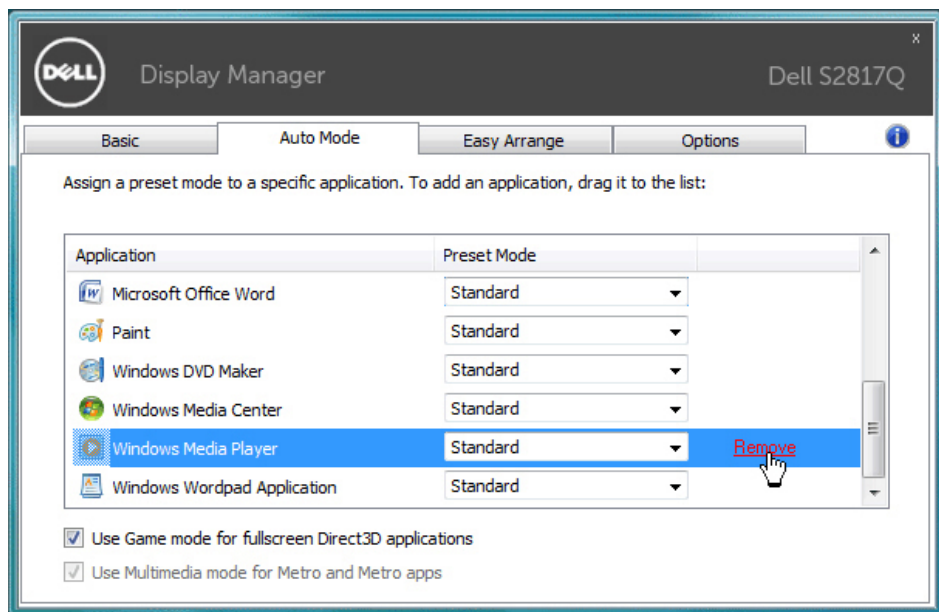 x
DELL Display Manager Dell S2817Q
Basic Auto Mode Easy Arrange Options i
Assign a preset mode to a specific application. To add an application, drag it to the list:
Application Preset Mode
W Microsoft Office Word Standard
Paint Standard
Windows DVD Maker Standard
Windows Media Center Standard
Windows Media Player Standard Remove
Windows Wordpad Application Standard
Use Game mode for fullscreen Direct3D applications
Use Multimedia mode for Metro and Metro apps